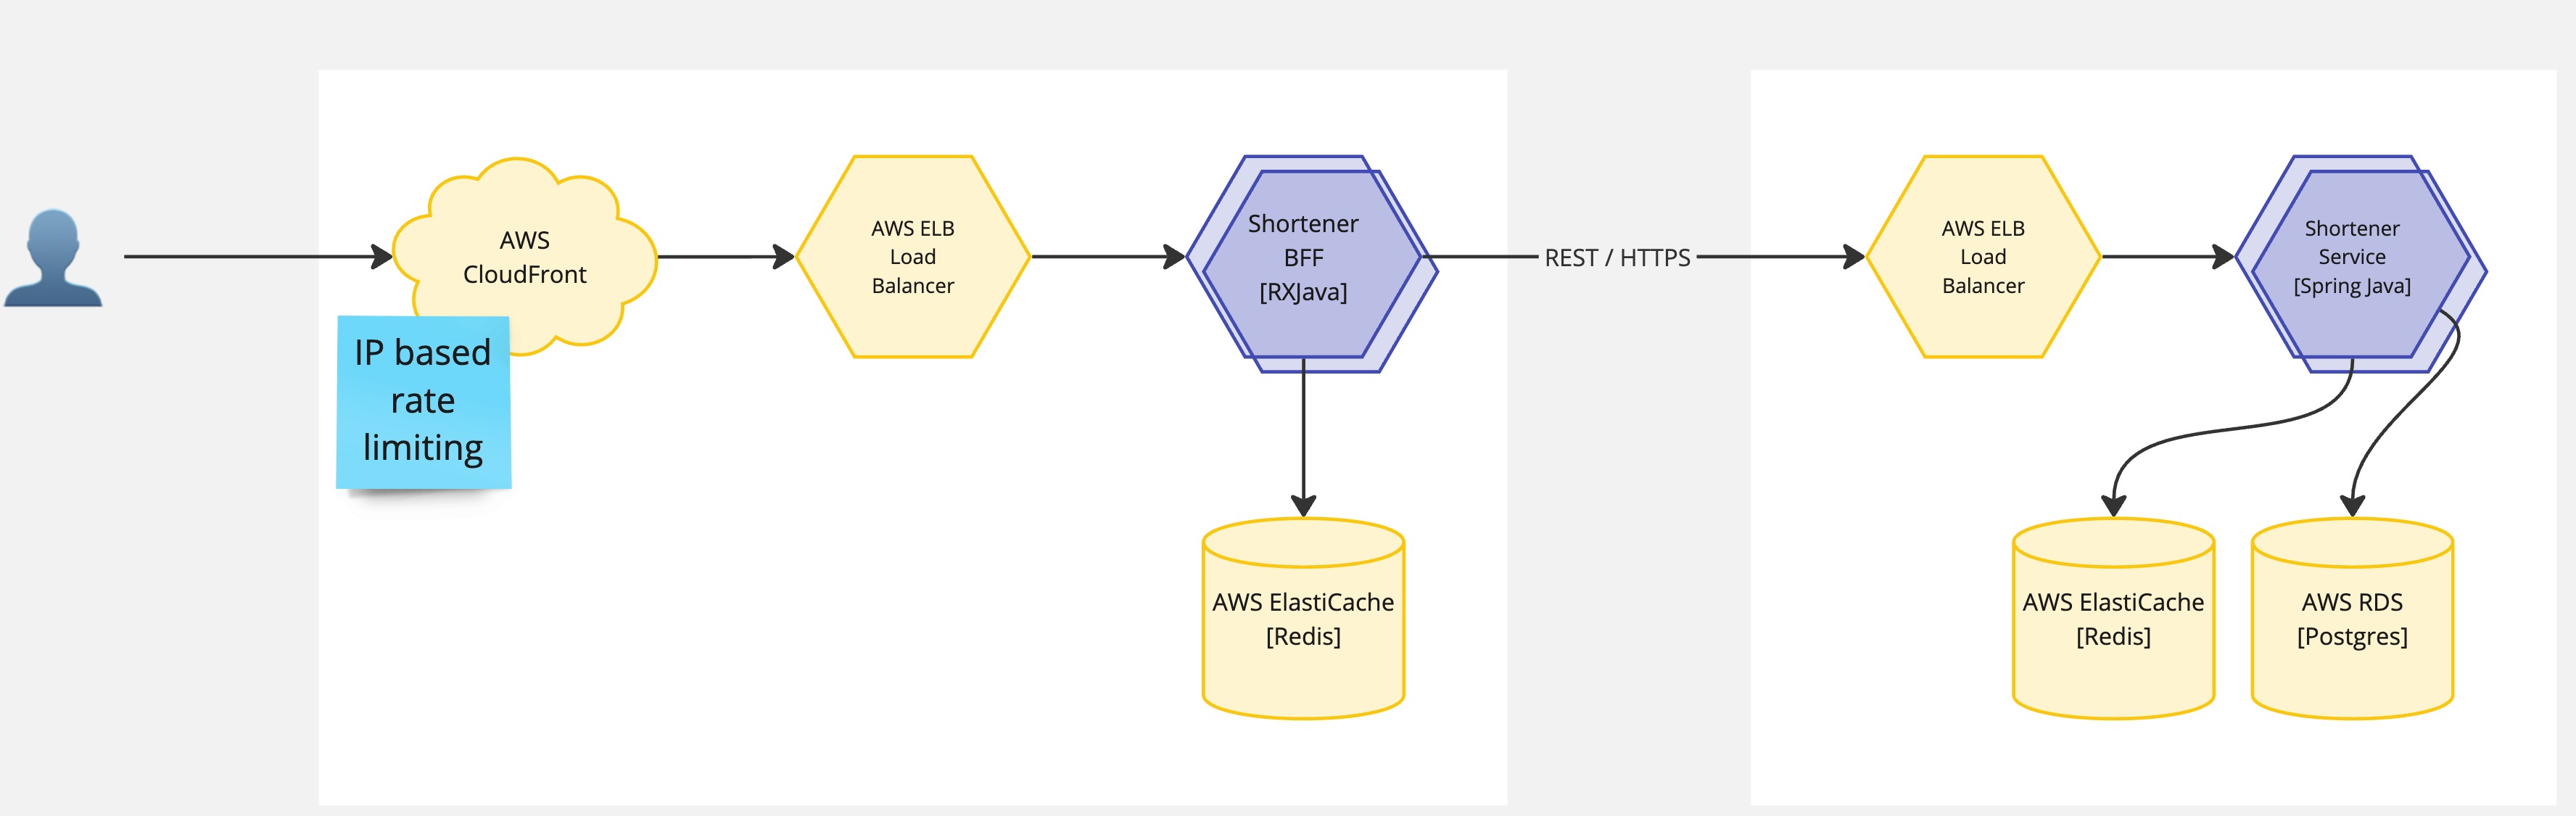 AWS
CloudFront
IP based
rate
limiting
AWS ELB
Load
Balancer
Shortener
BFF
[RXJava]
AWS ElastiCache
[Redis]
REST / HTTPS
AWS ELB
Load
Balancer
Shortener
Service
[Spring Java]
AWS ElastiCache
[Redis]
AWS RDS
[Postgres]